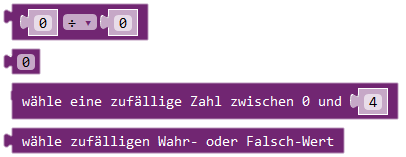 0 ÷ 0
0
wähle eine zufällige Zahl zwischen 0 und 4
wähle zufälligen Wahr- oder Falsch-Wert